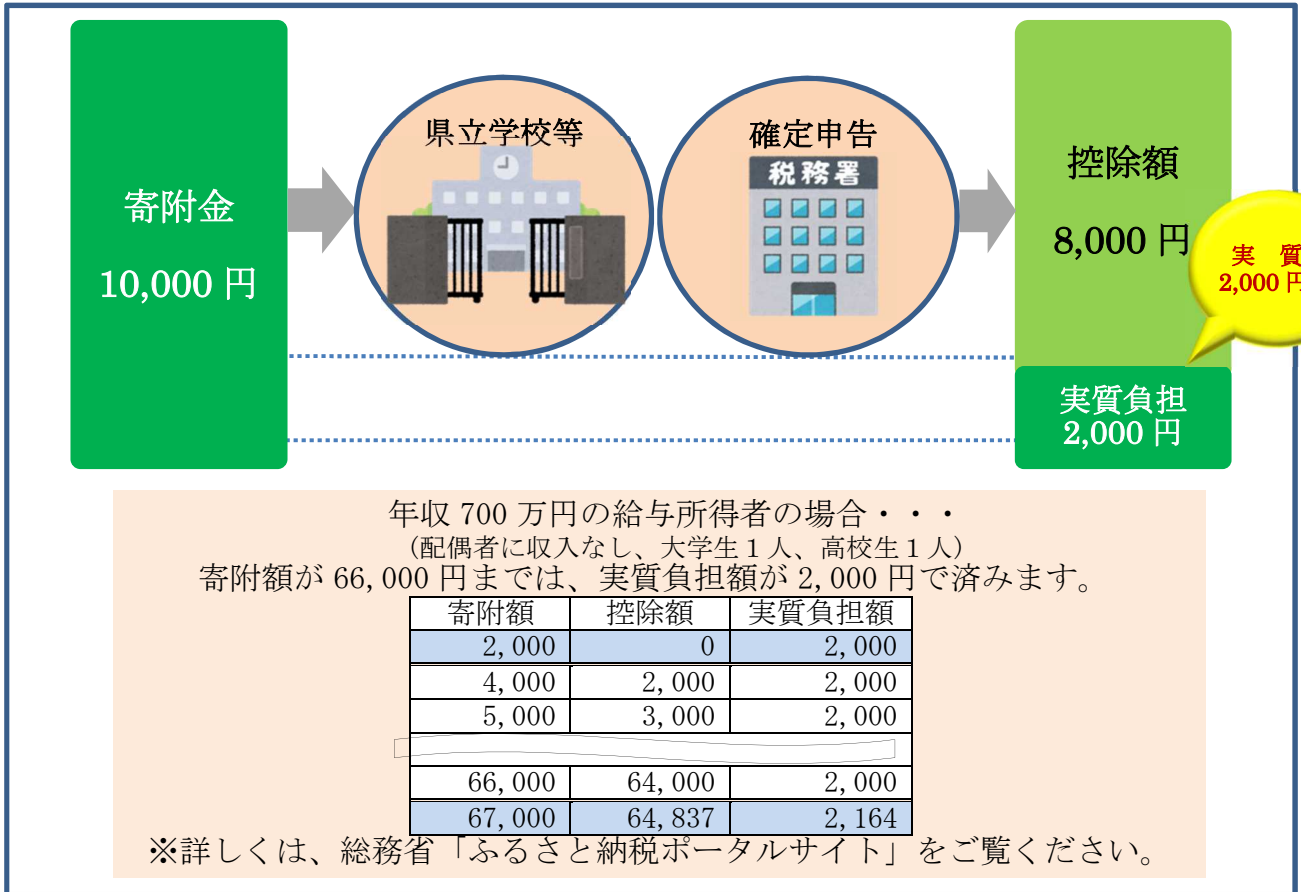 寄附金
10,000 円
県立学校等
確定申告
税務署
控除額
8,000 円
実　質
2,000 円
実質負担
2,000 円
年収 700 万円の給与所得者の場合・・・
（配偶者に収入なし、大学生１人、高校生１人）
寄附額が 66,000 円までは、実質負担額が 2,000 円で済みます。
寄附額 控除額 実質負担額
2,000 0 2,000
4,000 2,000 2,000
5,000 3,000 2,000
66,000 64,000 2,000
67,000 64,837 2,164
※詳しくは、総務省「ふるさと納税ポータルサイト」をご覧ください。